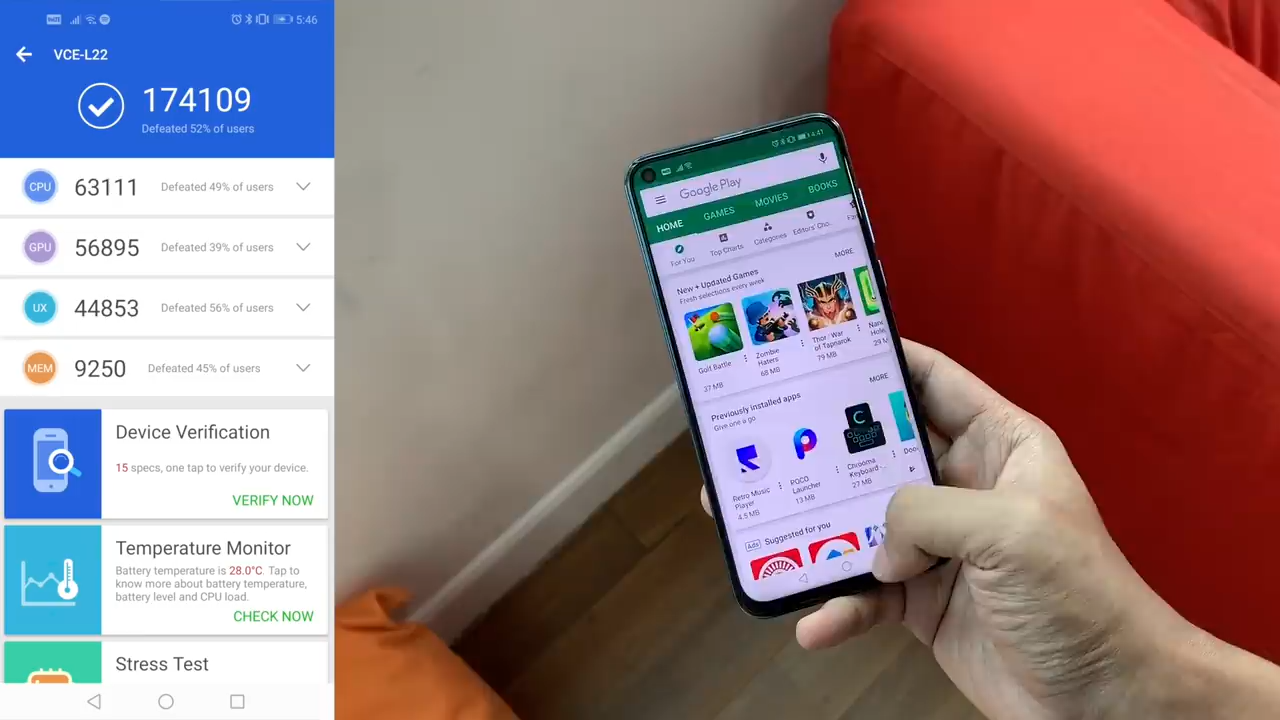 5:46
VCE-L22
174109
Defeated 52% of users
CPU 63111 Defeated 49% of users
GPU 56895 Defeated 39% of users
UX 44853 Defeated 56% of users
MEM 9250 Defeated 45% of users
Device Verification
15 specs, one tap to verify your device.
VERIFY NOW
Temperature Monitor
Battery temperature is 28.0°C. Tap to
know more about battery temperature,
battery level and CPU load.
CHECK NOW
Stress Test
4:41
Google Play
HOME GAMES MOVIES BOOKS
For You Top Charts Categories Editors' Cho..
New + Updated Games
MORE
Fresh selections every week
Golf Battle
37 MB
Zombie
Haters
68 MB
Thor : War
of Tapnarok
79 MB
29 M
Previously installed apps
MORE
Give one a go
Retro Music
Player
4.5 MB
POCO
Launcher
13 MB
Chrooma
Keyboard -
27 MB
Doo
Ads Suggested for you